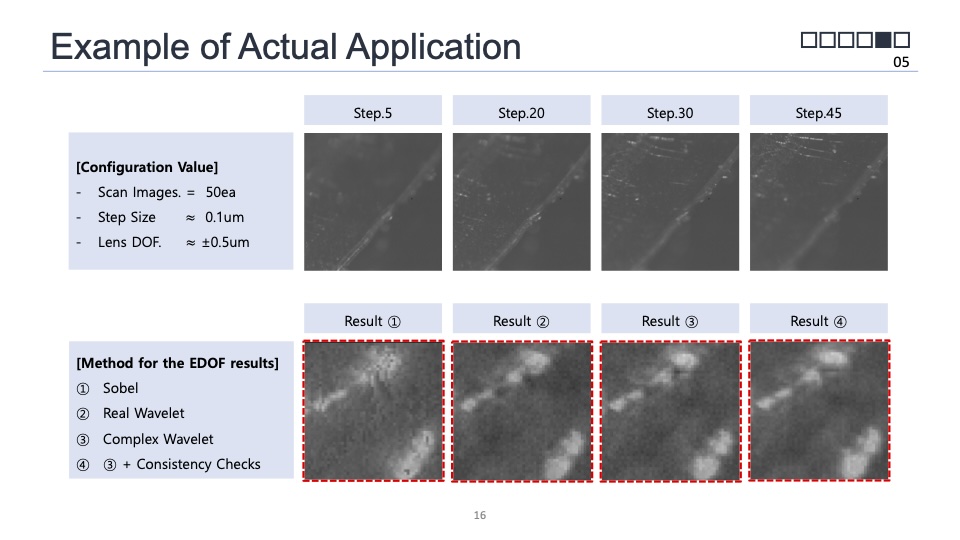 Example of Actual Application
05
Step.5
Step.20
Step.30
Step.45
[Configuration Value]
- Scan Images. = 50ea
- Step Size ≈ 0.1um
- Lens DOF. ≈ ±0.5um
Result ①
Result ②
Result ③
Result ④
[Method for the EDOF results]
① Sobel
② Real Wavelet
③ Complex Wavelet
④ ③ + Consistency Checks
16